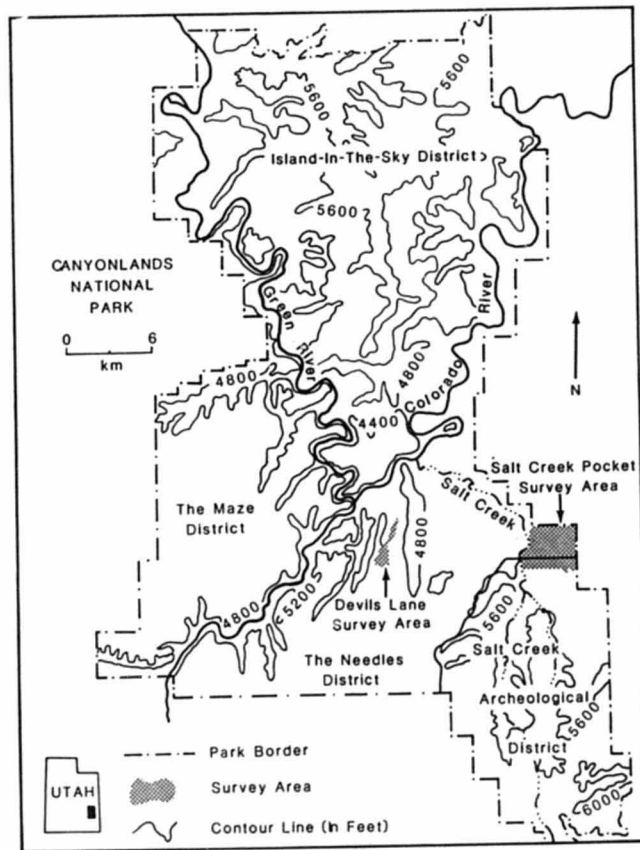 5600
5600
Island-In-The-Sky District
5600
CANYONLANDS
NATIONAL
PARK
0 6
km
Green River
Colorado River
N
4800
4800
4400
Salt Creek Pocket
Survey Area
Salt Creek
The Maze
District
4800
Devils Lane
Survey Area
4800
5200
The Needles
District
5600
Salt Creek
Archeological
District
5600
6000
UTAH
Park Border
Survey Area
Contour Line (In Feet)